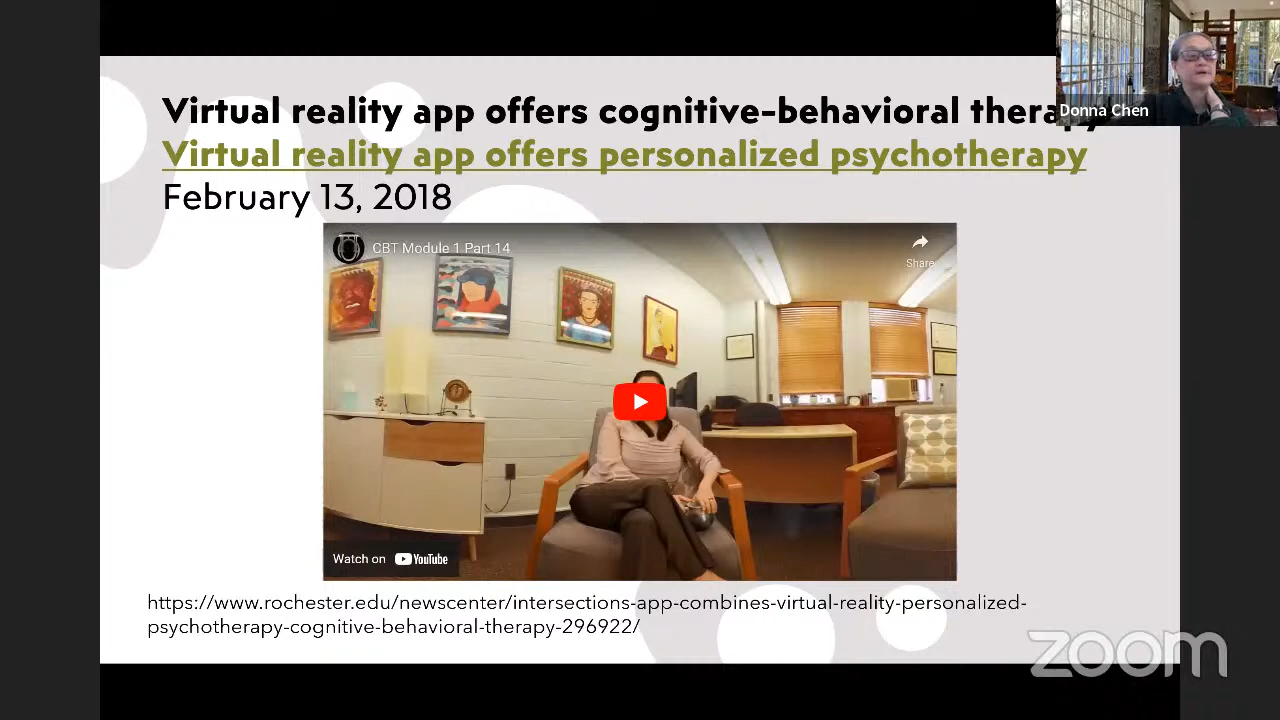 Virtual reality app offers cognitive-behavioral therapy
Donna Chen
Virtual reality app offers personalized psychotherapy
February 13, 2018
CBT Module 1 Part 14
Share
Watch on YouTube
https://www.rochester.edu/newscenter/intersections-app-combines-virtual-reality-personalized-
psychotherapy-cognitive-behavioral-therapy-296922/
zoom